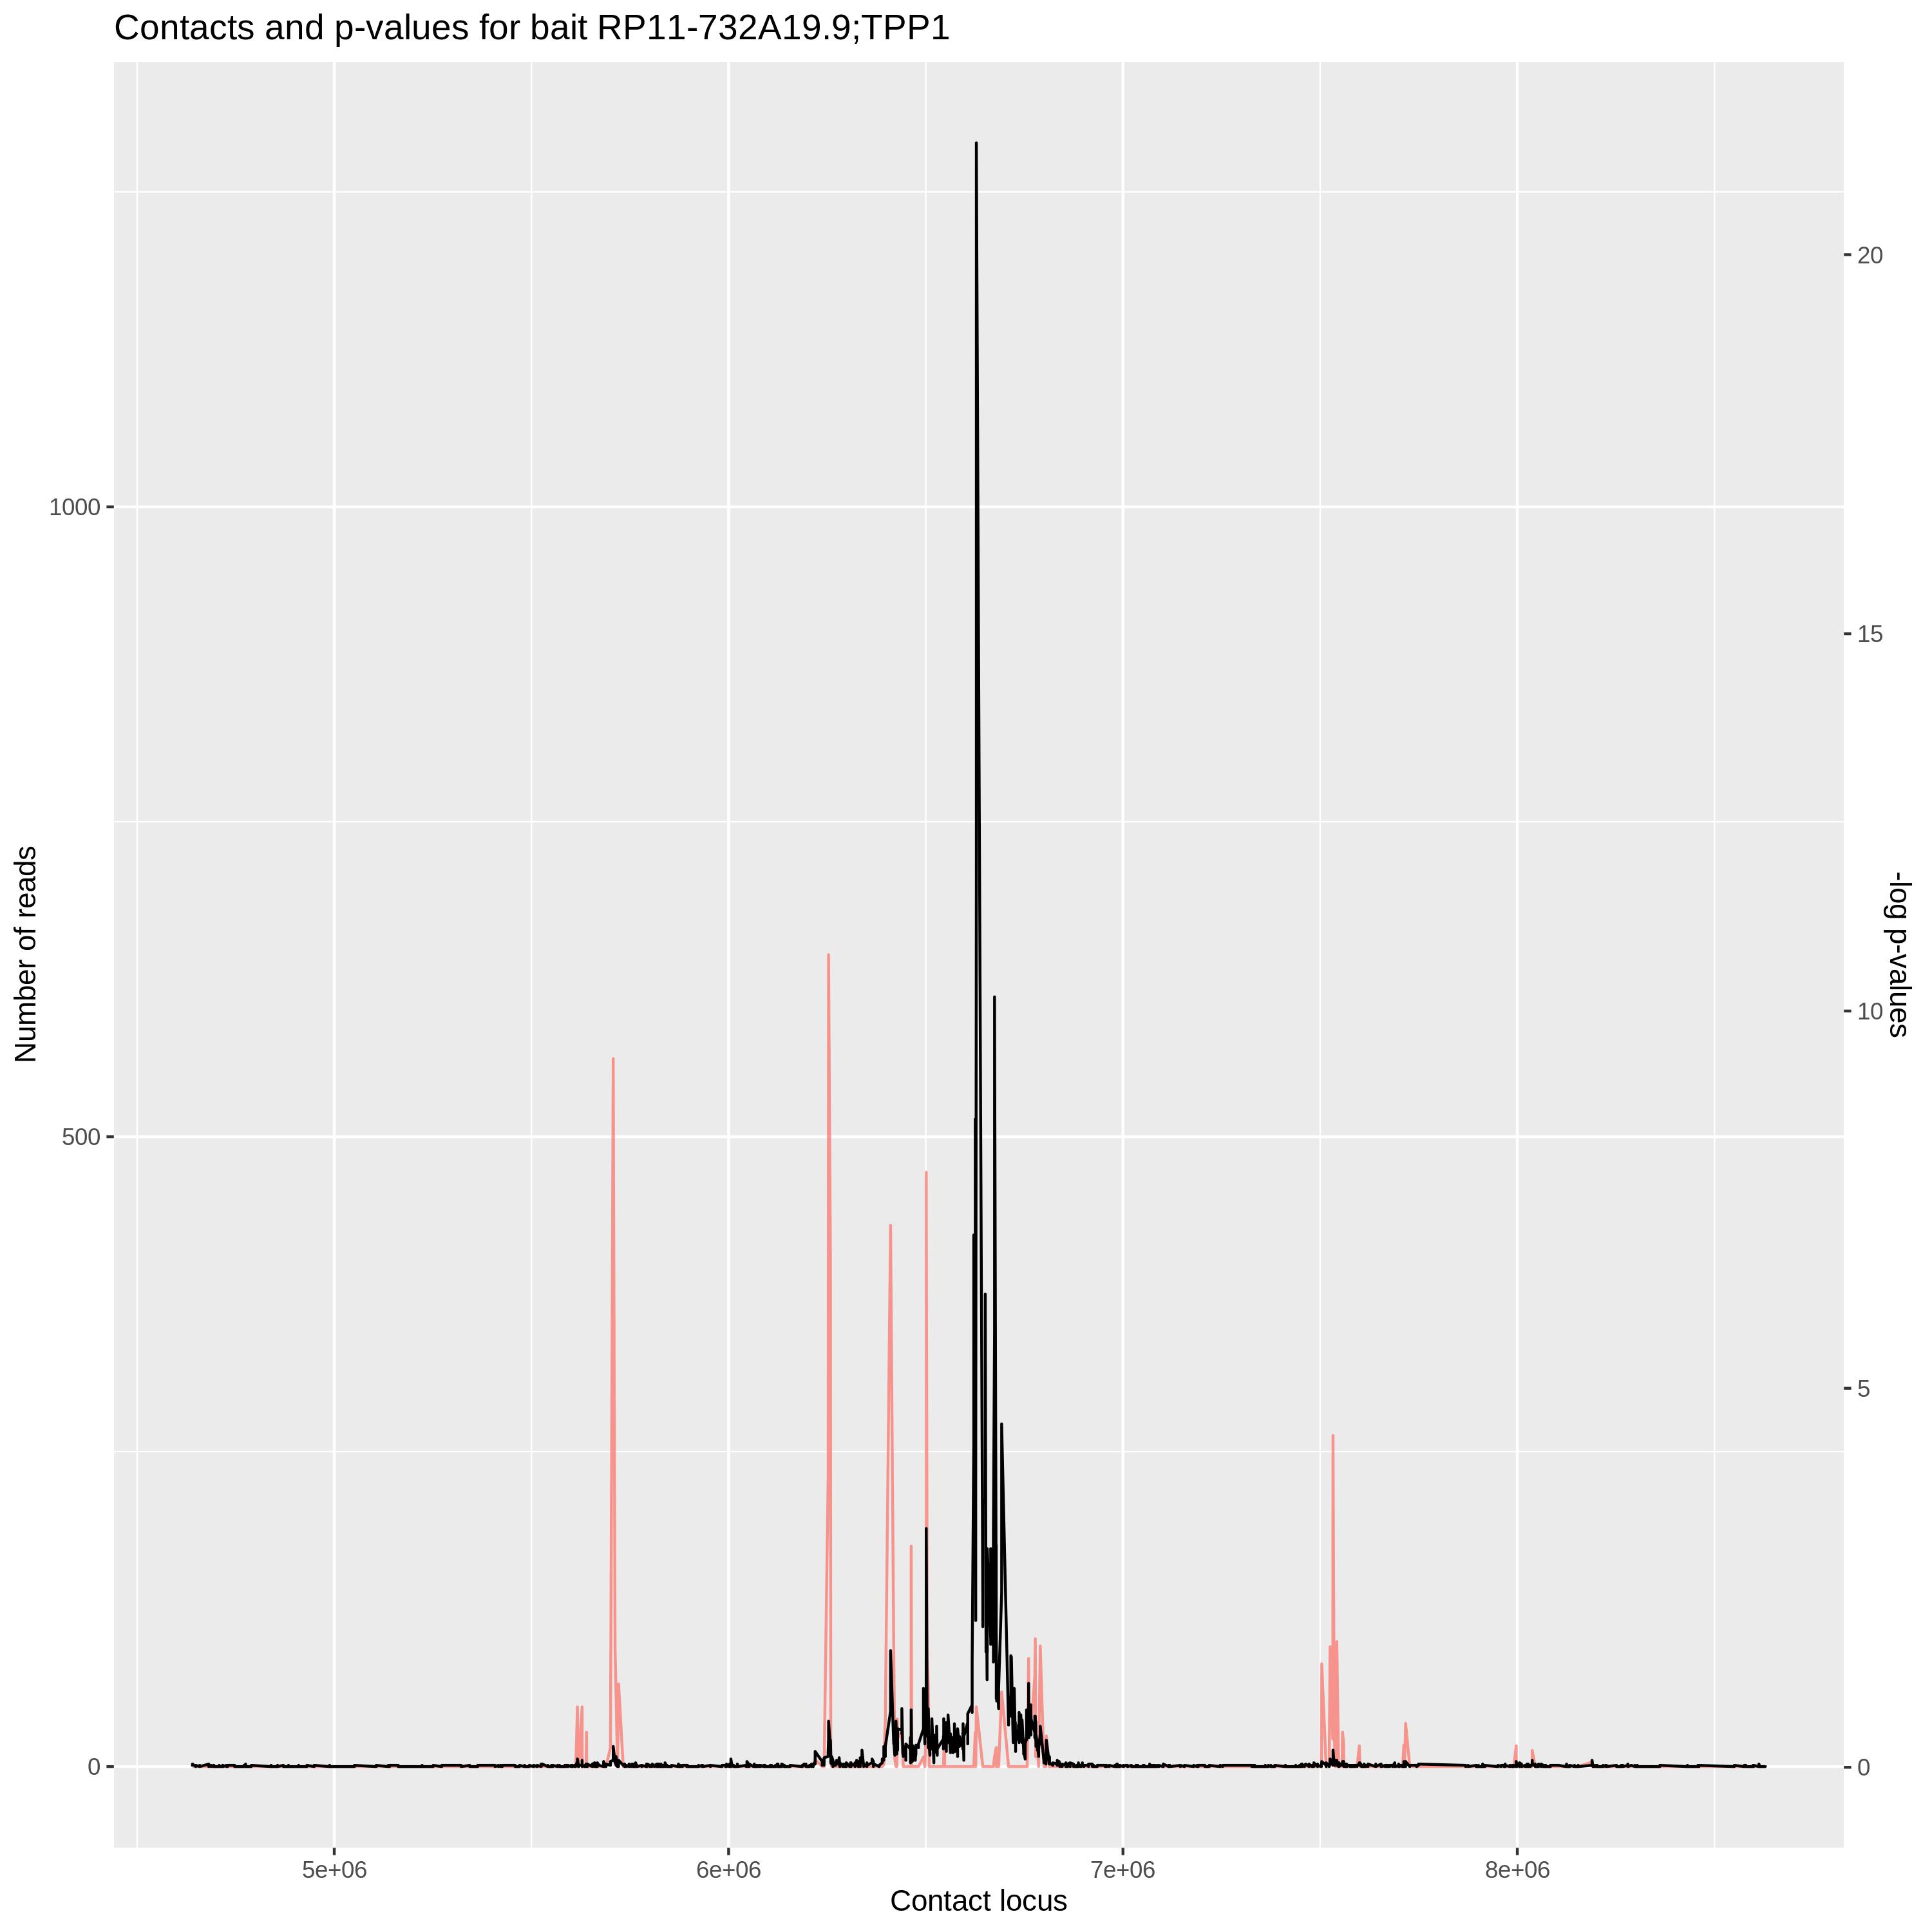 Contacts and p-values for bait RP11-732A19.9;TPP1
Number of reads
1000
500
0
20
15
10
5
0
-log p-values
5e+06
6e+06
7e+06
8e+06
Contact locus